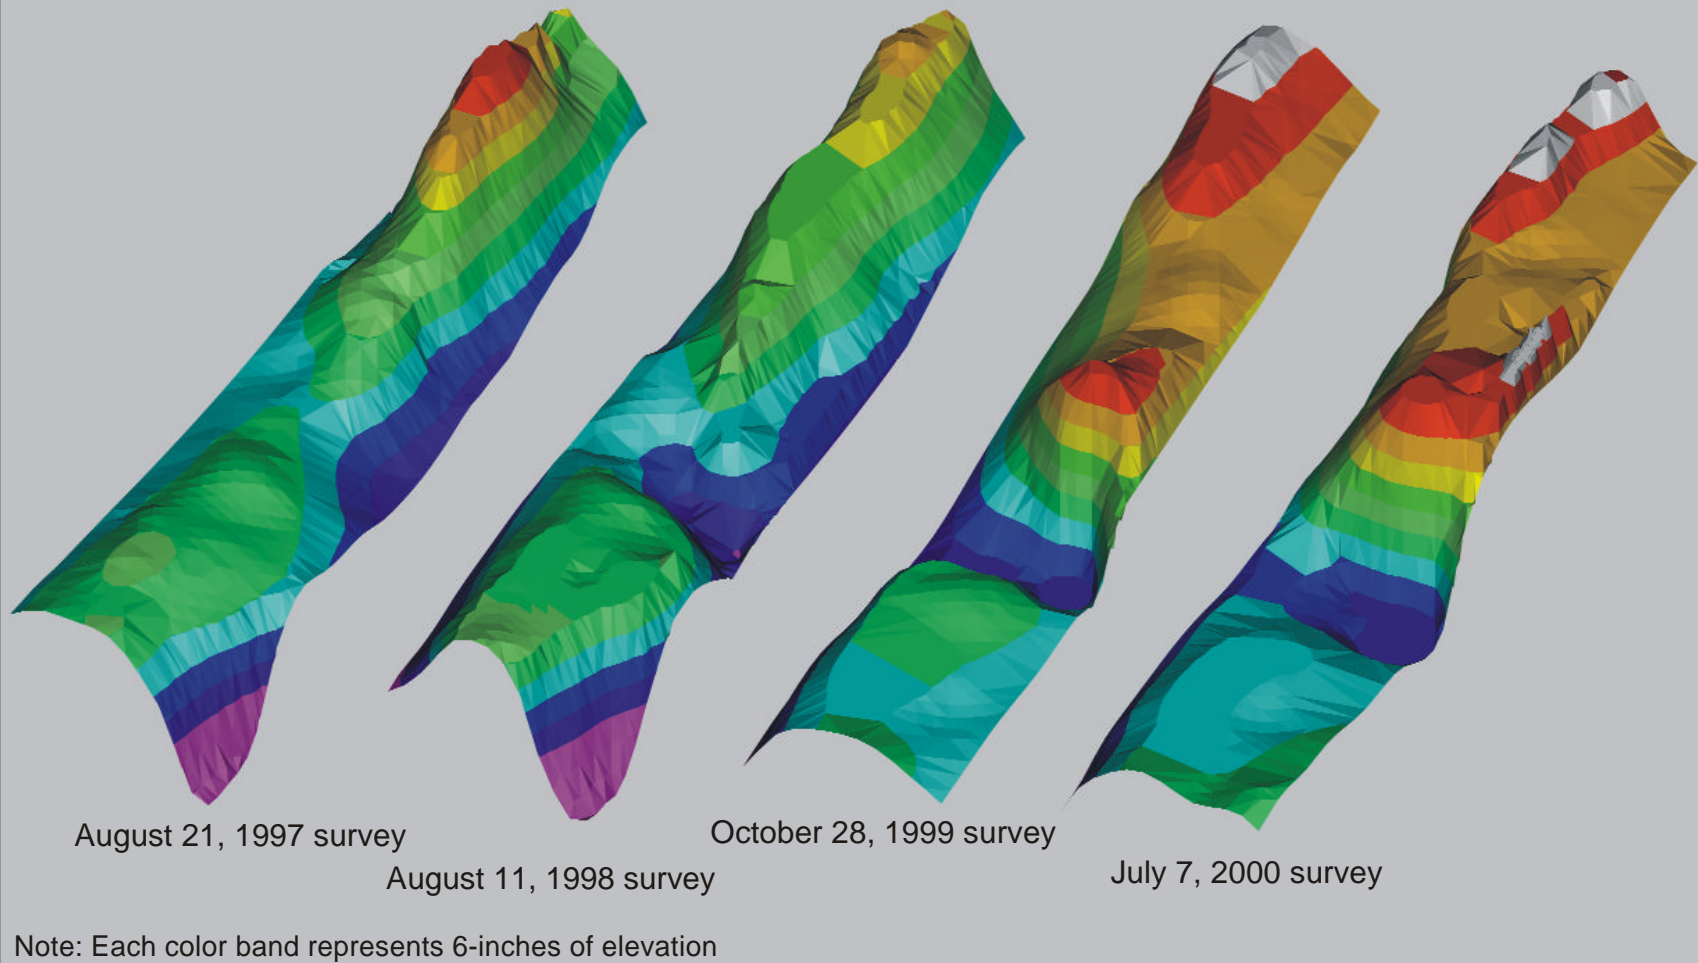 August 21, 1997 survey
August 11, 1998 survey
October 28, 1999 survey
July 7, 2000 survey
Note: Each color band represents 6-inches of elevation